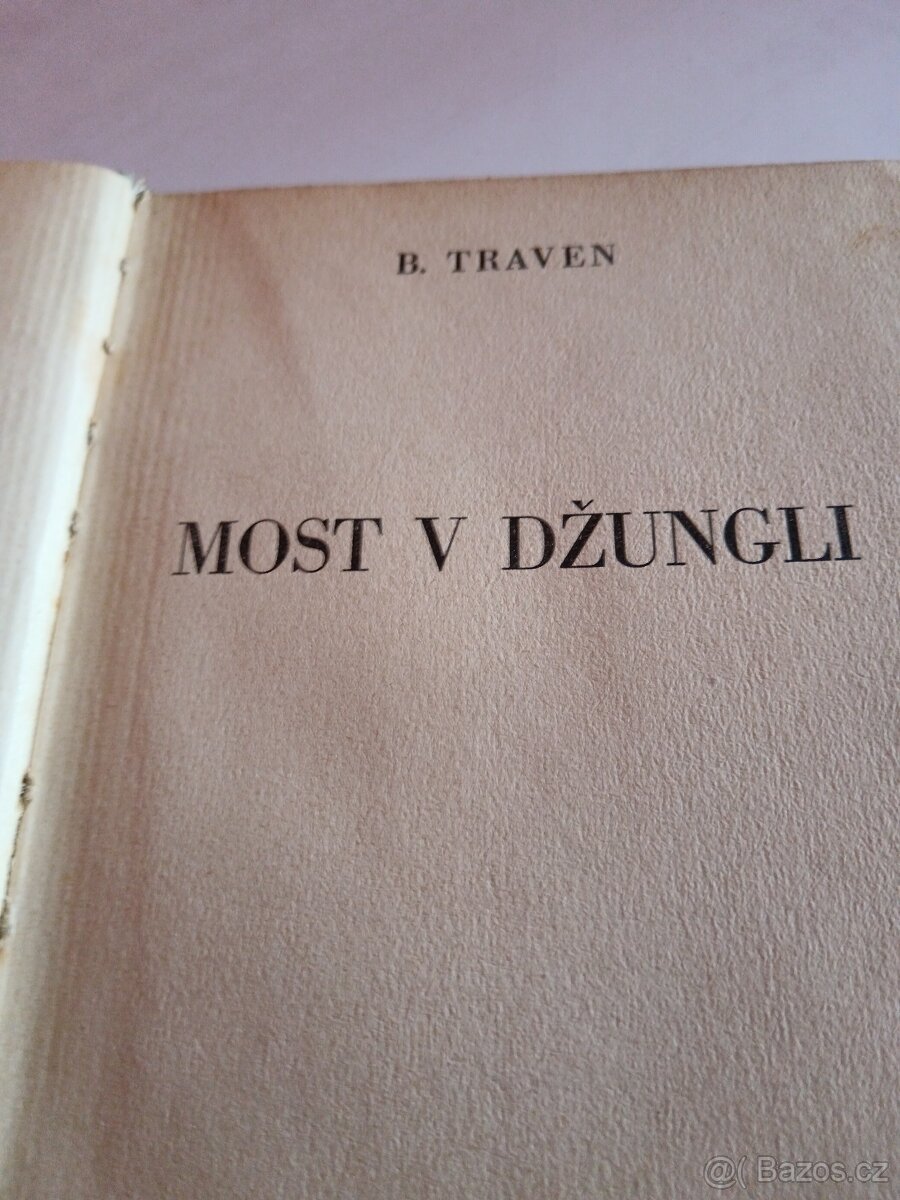 B. TRAVEN
MOST V DŽUNGLI
@( Bazos.cz